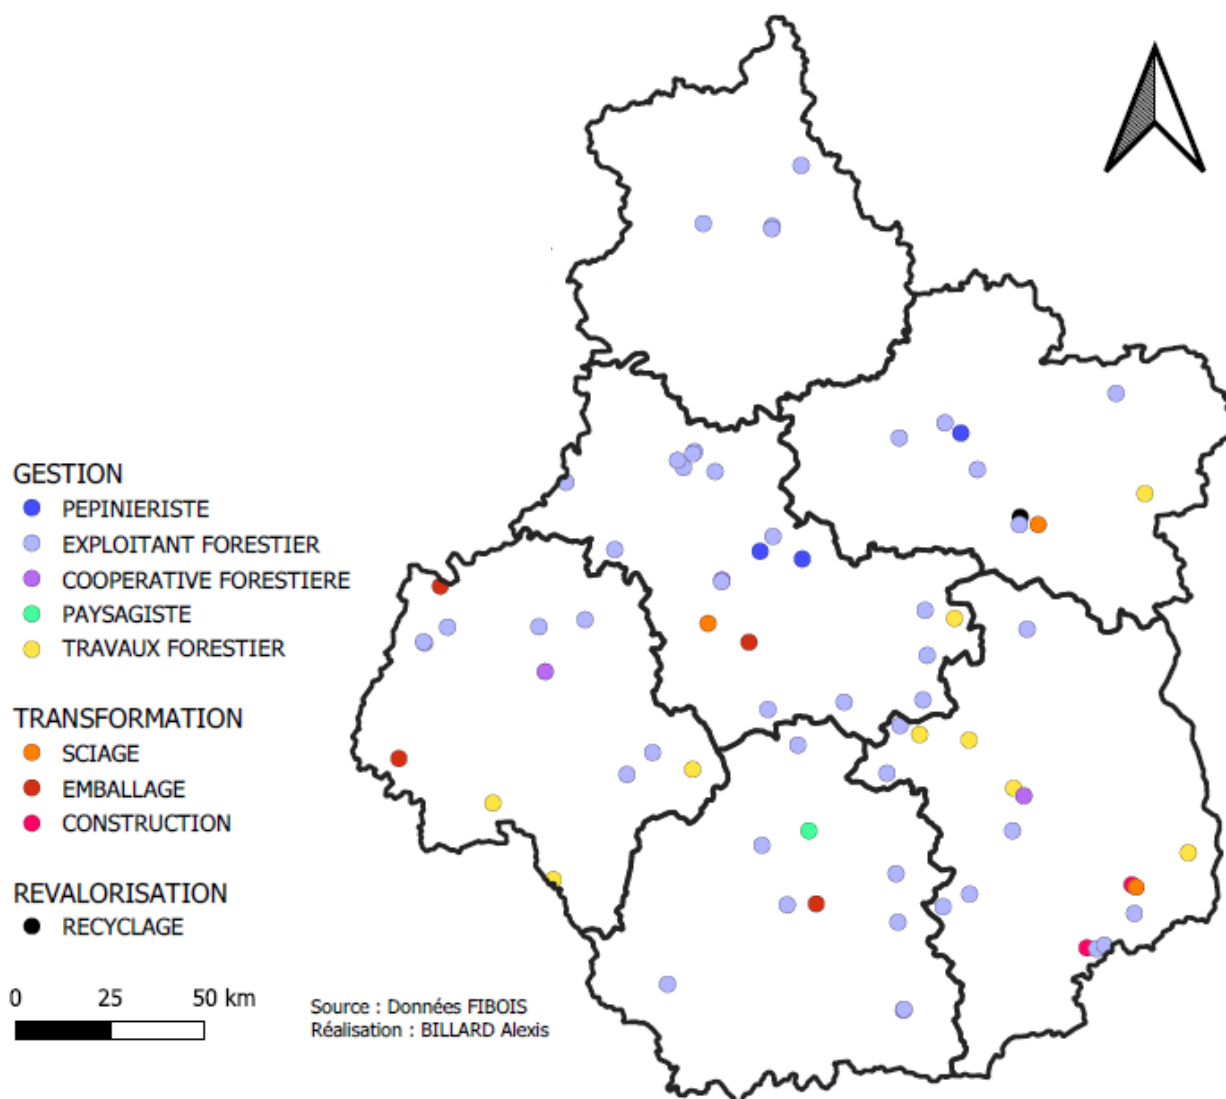 GESTION
PEPINIERISTE
EXPLOITANT FORESTIER
COOPERATIVE FORESTIERE
PAYSAGISTE
TRAVAUX FORESTIER
TRANSFORMATION
SCIAGE
EMBALLAGE
CONSTRUCTION
REVALORISATION
RECYCLAGE
0 25 50 km
Source : Données FIBOIS
Réalisation : BILLARD Alexis